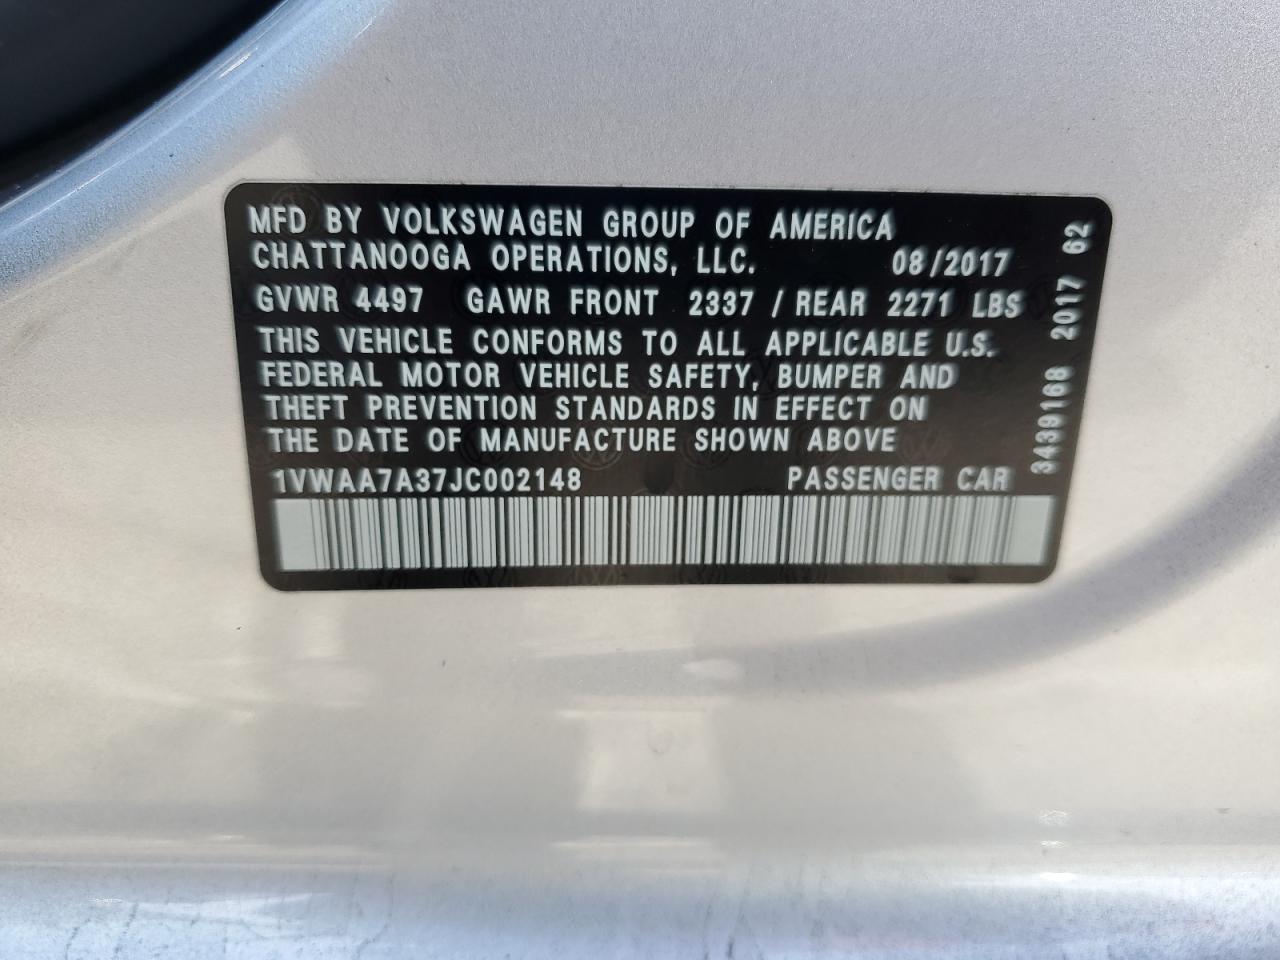 MFD BY VOLKSWAGEN GROUP OF AMERICA
CHATTANOOGA OPERATIONS, LLC. 08/2017
GVWR 4497 GAWR FRONT 2337 / REAR 2271 LBS
THIS VEHICLE CONFORMS TO ALL APPLICABLE U.S.
FEDERAL MOTOR VEHICLE SAFETY, BUMPER AND
THEFT PREVENTION STANDARDS IN EFFECT ON
THE DATE OF MANUFACTURE SHOWN ABOVE
1VWAA7A37JC002148 PASSENGER CAR
3439168 2017 62